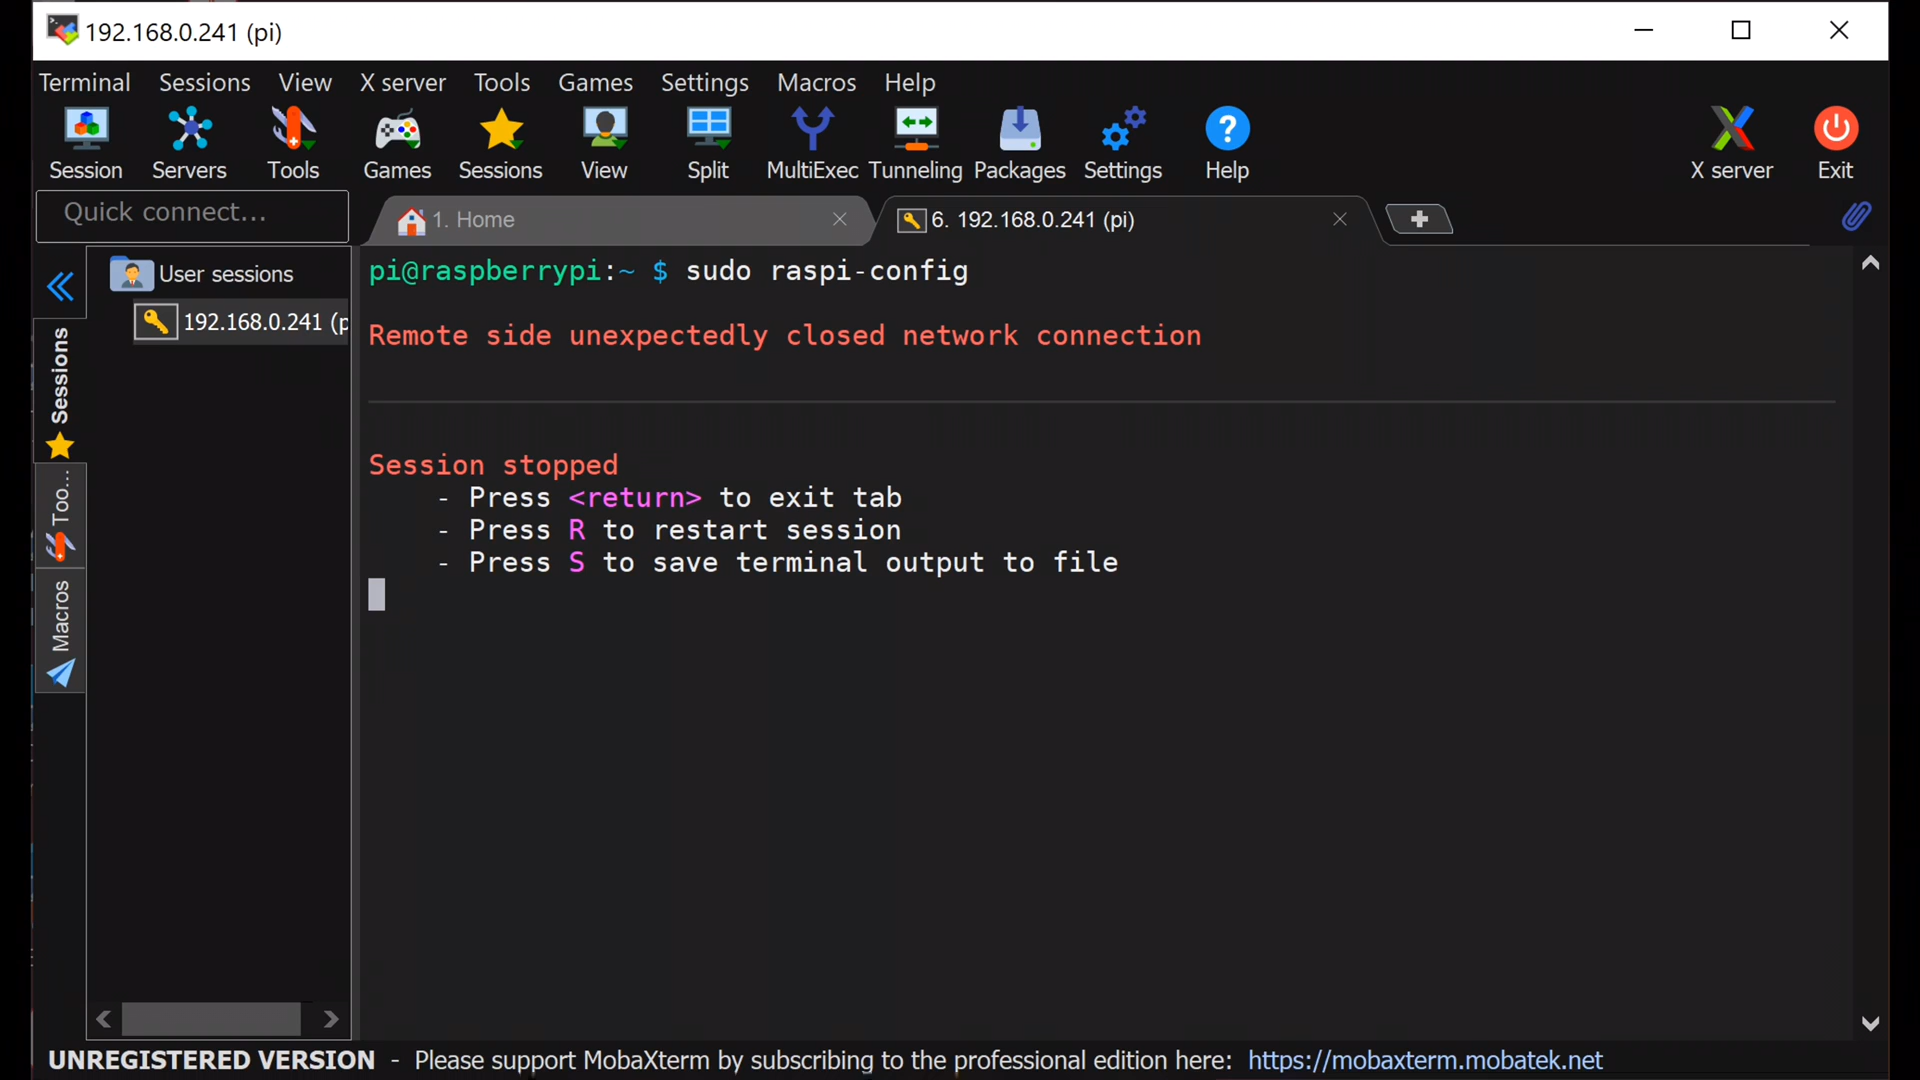 192.168.0.241 (pi)
Terminal Sessions View X server Tools Games Settings Macros Help
Session Servers Tools Games Sessions View Split MultiExec Tunneling Packages Settings Help X server Exit
Quick connect...
1. Home
6. 192.168.0.241 (pi)
User sessions
192.168.0.241 (p
Sessions
Too...
Macros
pi@raspberrypi:~ $ sudo raspi-config
Remote side unexpectedly closed network connection
Session stopped
- Press <return> to exit tab
- Press R to restart session
- Press S to save terminal output to file
UNREGISTERED VERSION - Please support MobaXterm by subscribing to the professional edition here: https://mobaxterm.mobatek.net